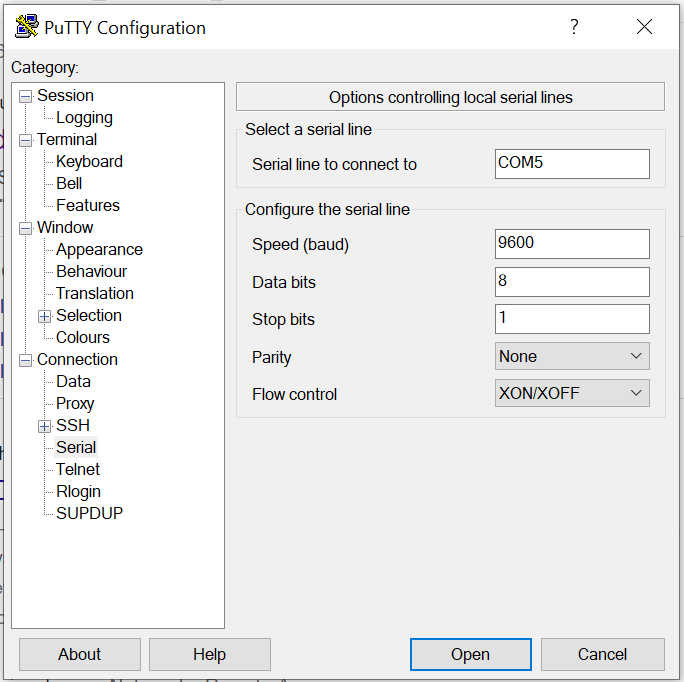 PuTTY Configuration
?
Category:
Session
Logging
Terminal
Keyboard
Bell
Features
Window
Appearance
Behaviour
Translation
Selection
Colours
Connection
Data
Proxy
SSH
Serial
Telnet
Rlogin
SUPDUP
Options controlling local serial lines
Select a serial line
Serial line to connect to COM5
Configure the serial line
Speed (baud) 9600
Data bits 8
Stop bits 1
Parity None
Flow control XON/XOFF
About Help Open Cancel